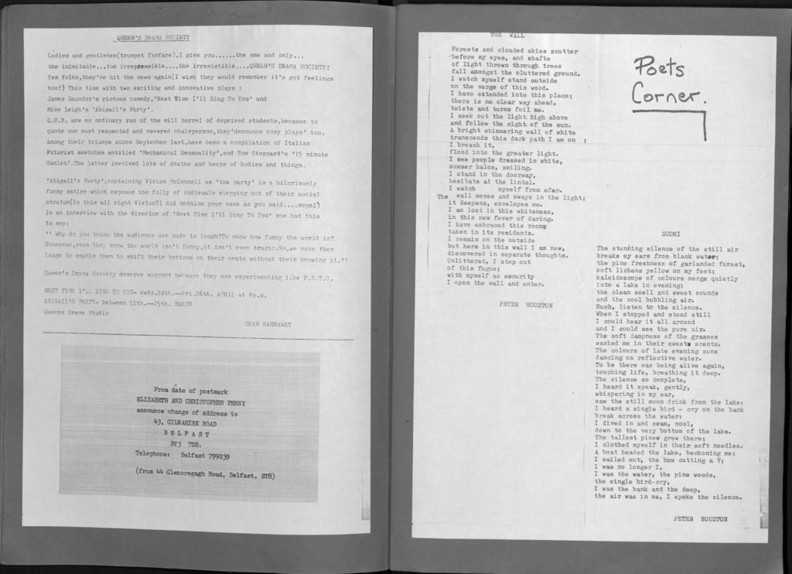 QUEEN'S DRAMA SOCIETY
Ladies and gentlemen(trumpet fanfare),I give you......the one and only...
the inimitable...,the irrepressible....,the irresistible....QUEEN'S DRAMA SOCIETY!
Yes folks,they've hit the news again(I wish they would remember it's got feelings
too!) This time with two exciting and innovative plays :
James Saunder's riotous comedy,'Next Time I'll Sing To You' and
Mike Leigh's 'Abigail's Party'.
Q.D.S. are no ordinary run of the mill barrel of deprived students,because to
quote our most respected and revered chairperson,they'denounce cosy plays' too.
Among their triumps since September last,have been a compilation of Italian
Futurist sketches entitled 'Mechanical Sensuality',and Tom Stoppard's '15 minute
Hamlet'.The latter involved lots of deaths and heaps of bodies and things.
'Abigail's Party',containing Vivian McConnell as 'the party' is a hilariously
funny satire which exposes the folly of indivuals stepping out of their social
stratum(is this all right Vivian?I did mention your name as you said....oops!)
In an interview with the director of 'Next Time I'll Sing To You' she had this
to say:
'' Why do you think the audience are made to laugh?To show how funny the world is?
Nonsense,even they know the world isn't funny,it isn't even tragic.No,we make them
laugh to enable them to shift their bottoms on their seats without their knowing it.''
Queen's Drama Society deserve support because they are experimenting like
NEXT TIME I'LL SING TO YOU- Weds.24th.--Fri.26th. APRIL at 8p.m.
ABIGAIL'S PARTY- between 11th.--15th. MARCH
Queens Drama Studio
From date of postmark
ELIZABETH AND CHRISTOPHER PENNY
announce change of address to
43, GILNAHIRK ROAD
BELFAST
BT5 7DB.
Telephone: Belfast 799239
(from 44 Glencregagh Road, Belfast, BT8)
THE WALL
Forests and clouded skies scutter
before my eyes, and shafts
of light thrown through trees
fall amongst the cluttered ground.
I watch myself stand outside
on the verge of this wood.
I have extended into this place;
there is no clear way ahead,
twists and turns foil me.
I seek out the light high above
and follow the sight of the sun.
A bright shimmering wall of white
transcends this dark path I am on ;
I breach it,
flood into the greater light.
I see people dressed in white,
summer halos, smiling.
I stand in the doorway,
hesitate at the lintel.
I watch myself from afar.
The wall moves and sways in the light;
it deepens, envelopes me.
I am lost in this whiteness,
in this new fever of daring.
I have embraced this room;
taken in its residents.
I remain on the outside
but here in this wall I am new,
discovered in separate thoughts.
Unlittered, I step out
of this fugue;
with myself as security
I open the wall and enter.
PETER HOUSTON
Poets
Corner.
SUOMI
The stunning silence of the still air
breaks my ears from black water;
the pine freshness of garlanded forest,
soft lichens yellow on my feet;
kaleidoscope of colours merge quietly
into a lake in evening:
the clean smell and sweet sounds
and the cool bubbling air.
Hush, listen to the silence.
When I stopped and stood still
I could hear it all around
and I could see the pure air.
The soft dampness of the grasses
washed me in their sweets scents.
The colours of late evening suns
dancing on reflective water.
To be there was being alive again,
touching life, breathing it deep.
The silence so complete,
I heard it speak, gently,
whispering in my ear,
saw the still moon drink from the lake:
I heard a single bird - cry on the bank
break across the water:
I dived in and swam, cool,
down to the very bottom of the lake.
The tallest pines grew there;
I clothed myself in their soft needles.
A boat headed the lake, beckoning me;
I sailed out, the bow cutting a V;
I was no longer I,
I was the water, the pine woods,
the single bird-cry,
I was the bank and the deep,
the air was in me, I spoke the silence.
PETER HOUSTON